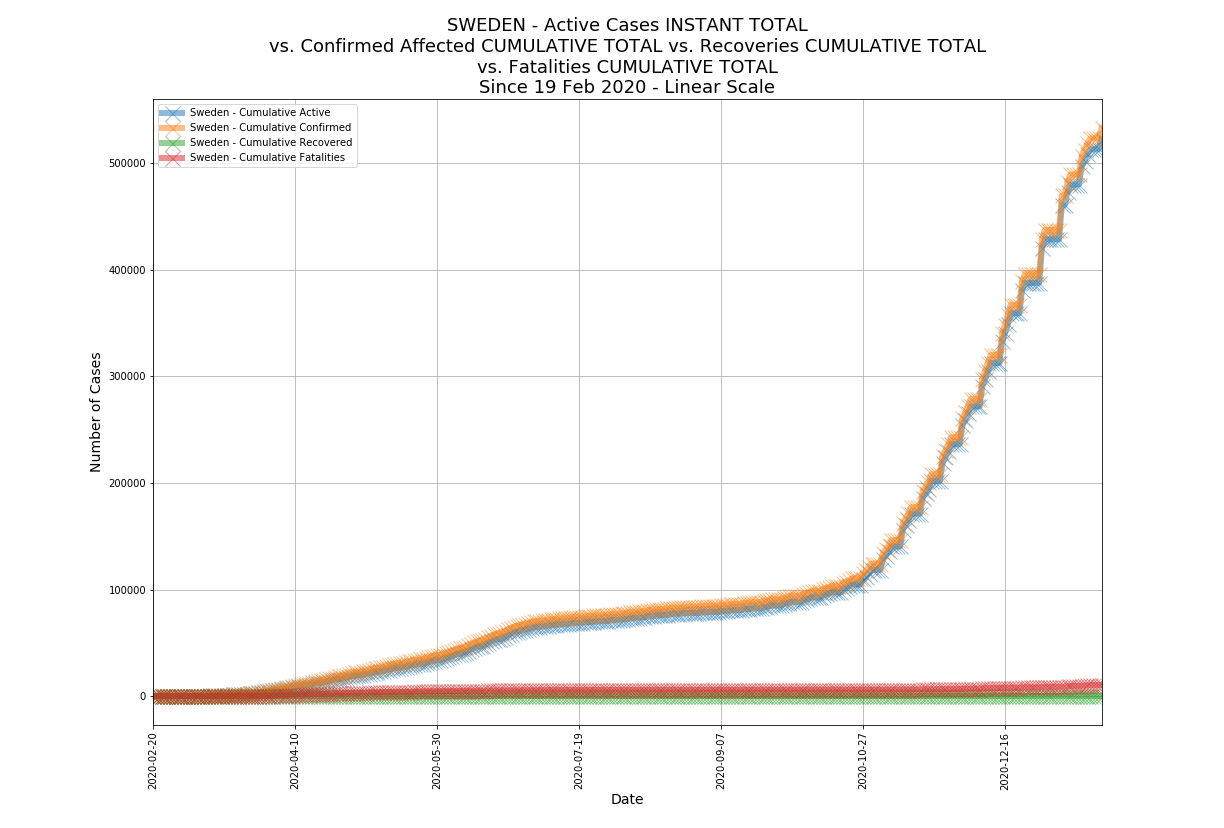 SWEDEN - Active Cases INSTANT TOTAL
vs. Confirmed Affected CUMULATIVE TOTAL vs. Recoveries CUMULATIVE TOTAL
vs. Fatalities CUMULATIVE TOTAL
Since 19 Feb 2020 - Linear Scale
Sweden - Cumulative Active
Sweden - Cumulative Confirmed
Sweden - Cumulative Recovered
Sweden - Cumulative Fatalities
500000
400000
300000
200000
100000
0
Number of Cases
2020-02-20
2020-04-10
2020-05-30
2020-07-19
2020-09-07
2020-10-27
2020-12-16
Date